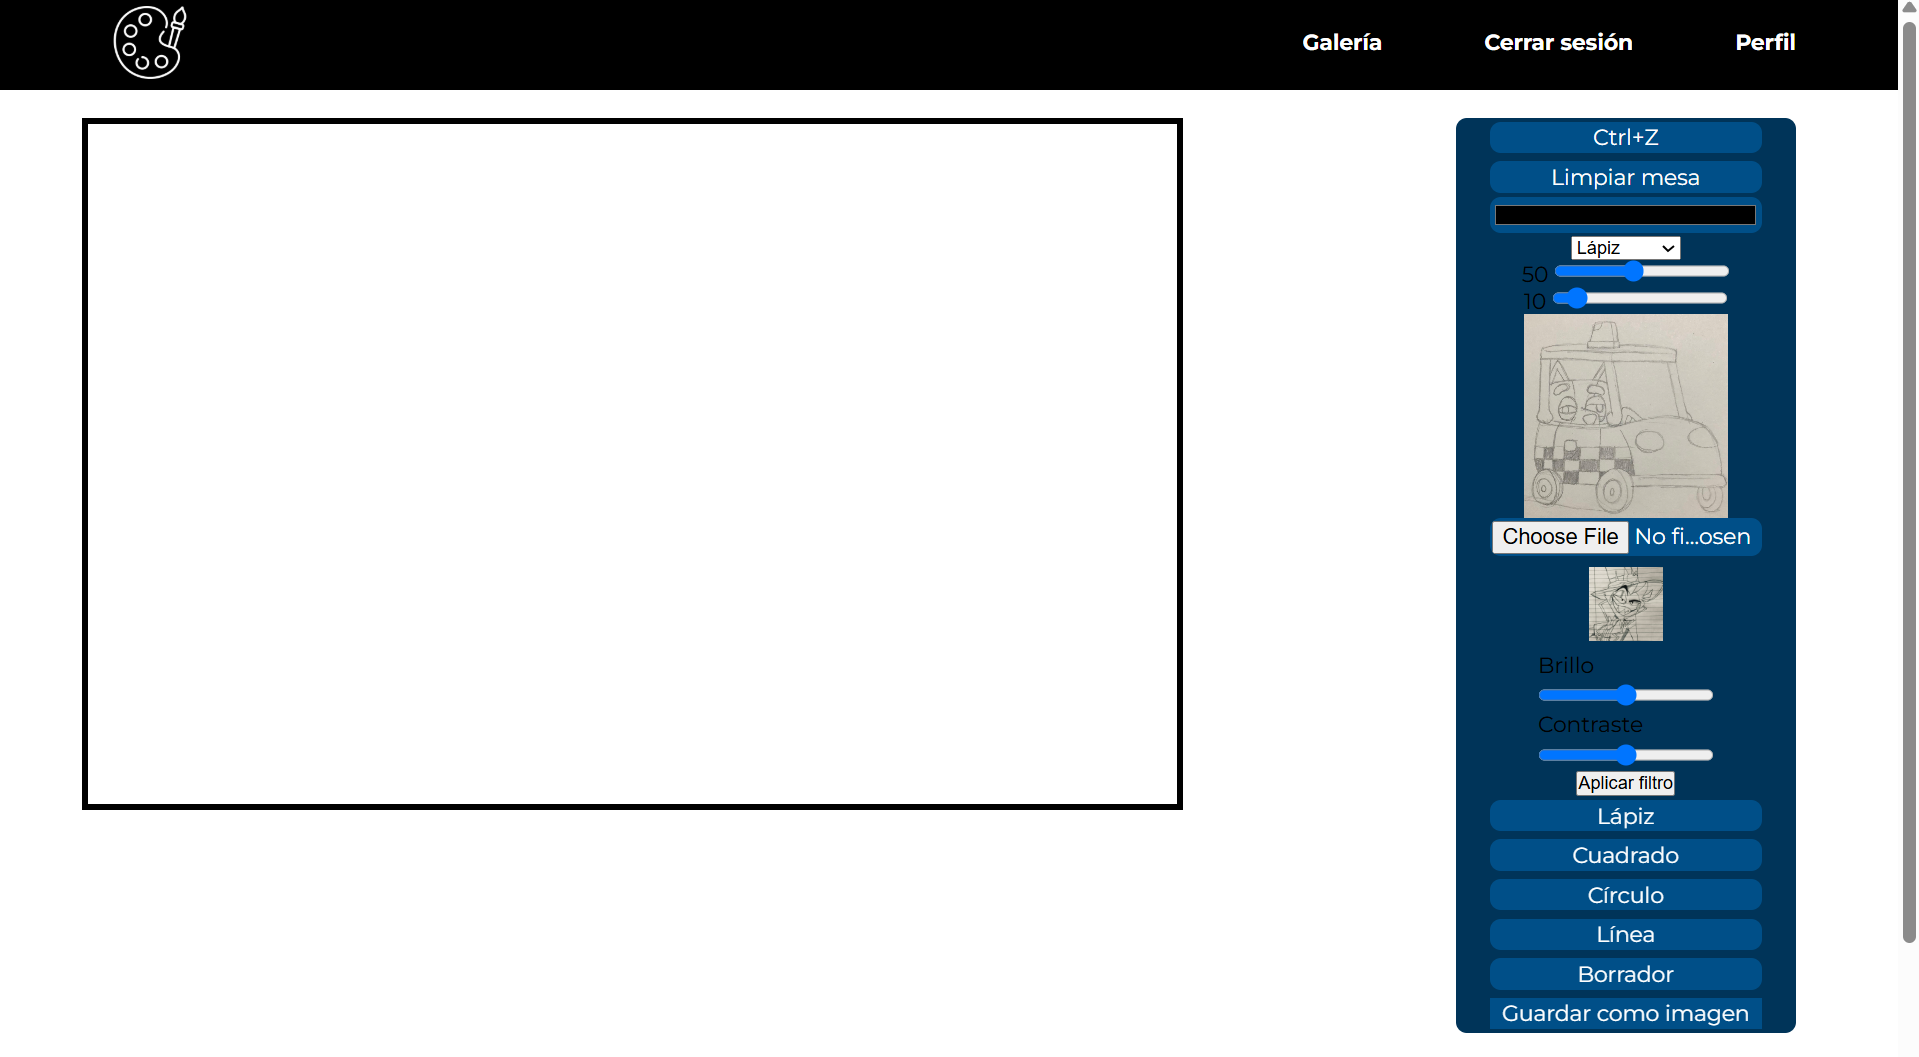 Galería Cerrar sesión Perfil
Ctrl+Z
Limpiar mesa
Lápiz
50
10
Choose File No fi...osen
Brillo
Contraste
Aplicar filtro
Lápiz
Cuadrado
Círculo
Línea
Borrador
Guardar como imagen